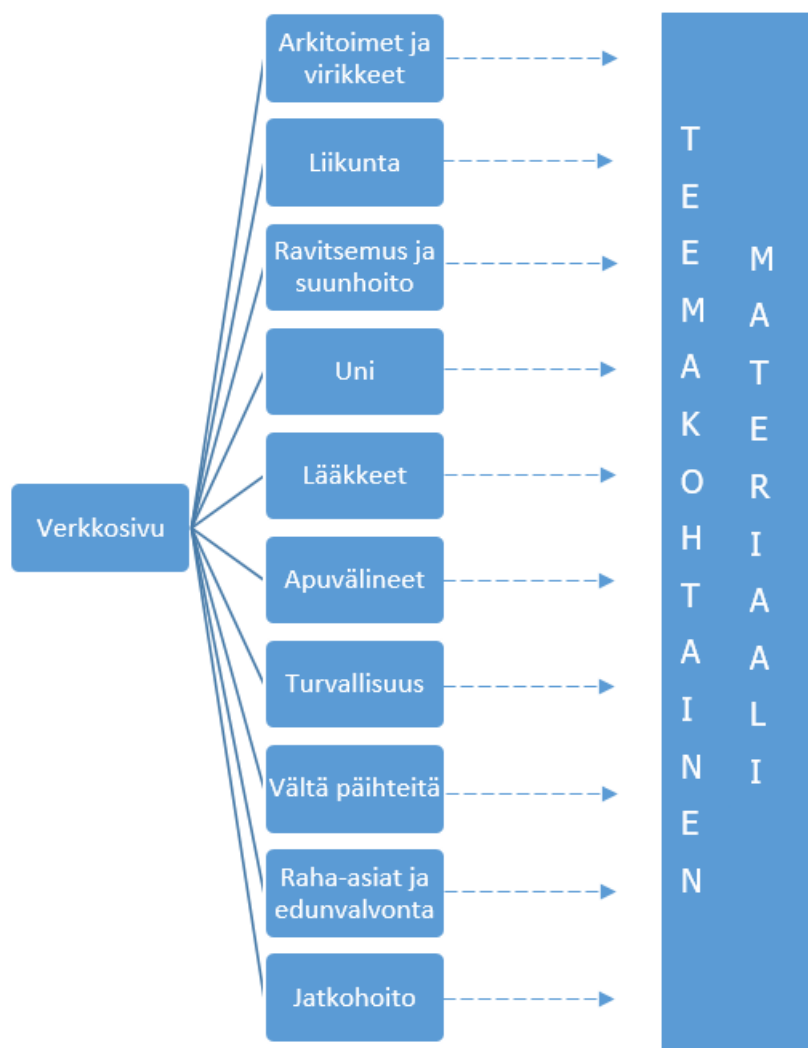 Verkkosivu
Arkitoimet ja
virikkeet
Liikunta
Ravitsemus ja
suunhoito
Uni
Lääkkeet
Apuvälineet
Turvallisuus
Vältä päihteitä
Raha-asiat ja
edunvalvonta
Jatkohoito
TEEMAKOHTAINEN
MATERIAALI